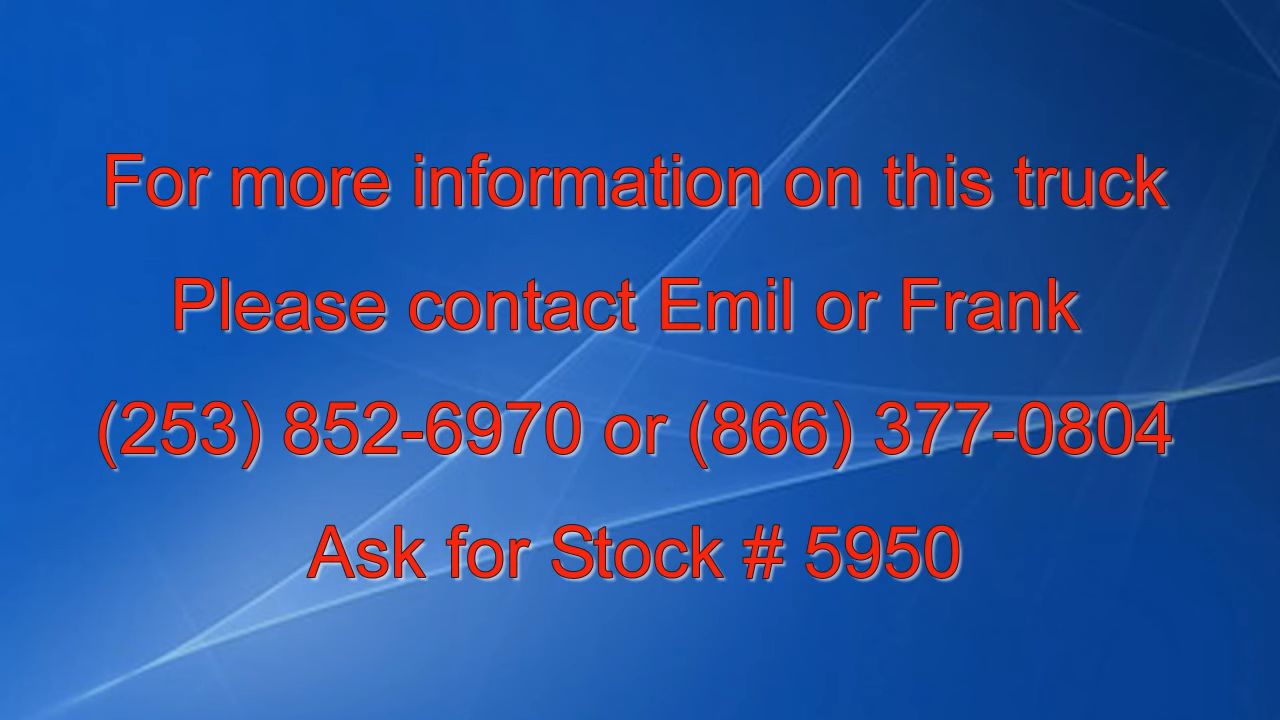 For more information on this truck
Please contact Emil or Frank
(253) 852-6970 or (866) 377-0804
Ask for Stock # 5950